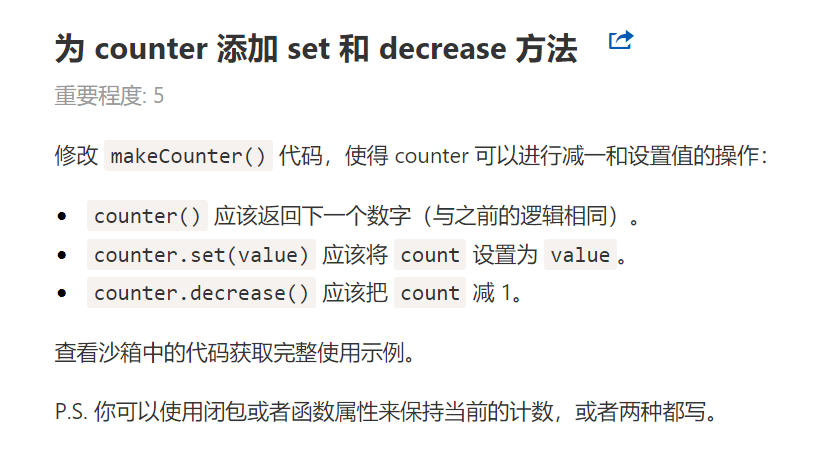 为 counter 添加 set 和 decrease 方法
重要程度: 5
修改 makeCounter() 代码，使得 counter 可以进行减一和设置值的操作：
counter() 应该返回下一个数字（与之前的逻辑相同）。
counter.set(value) 应该将 count 设置为 value。
counter.decrease() 应该把 count 减 1。
查看沙箱中的代码获取完整使用示例。
P.S. 你可以使用闭包或者函数属性来保持当前的计数，或者两种都写。